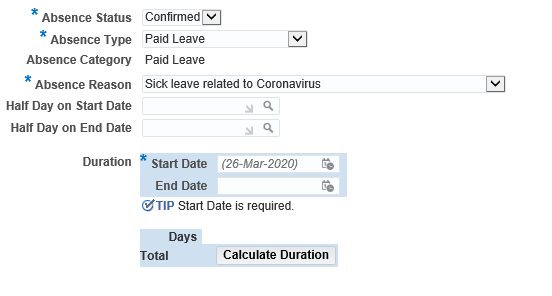 * Absence Status Confirmed
* Absence Type Paid Leave
Absence Category Paid Leave
* Absence Reason Sick leave related to Coronavirus
Half Day on Start Date
Half Day on End Date
Duration * Start Date (26-Mar-2020)
End Date
TIP Start Date is required.
Days
Total Calculate Duration